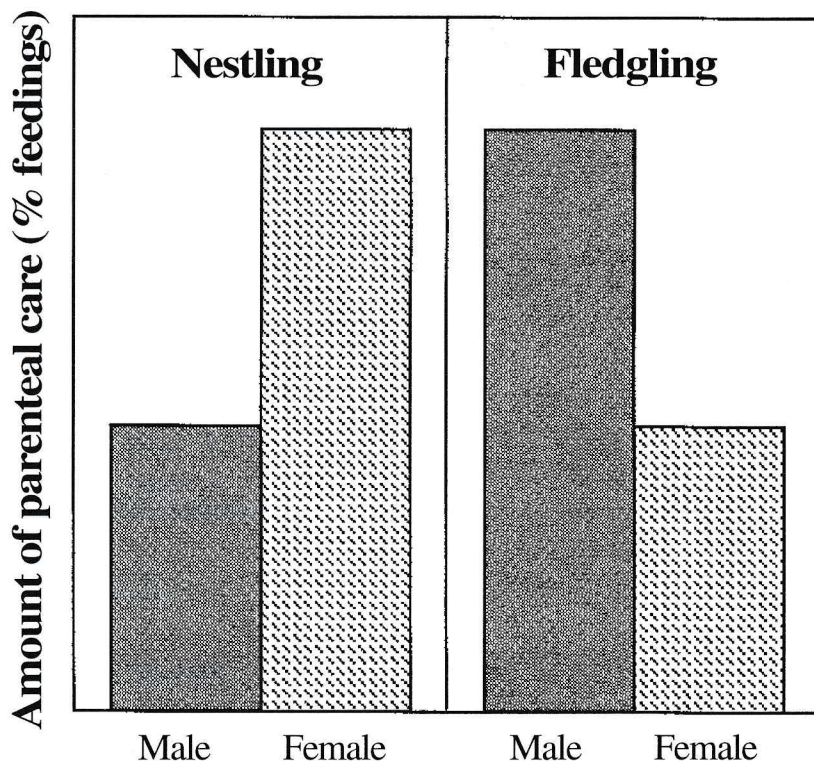 Amount of parenteal care (% feedings)
Nestling
Fledgling
Male
Female
Male
Female